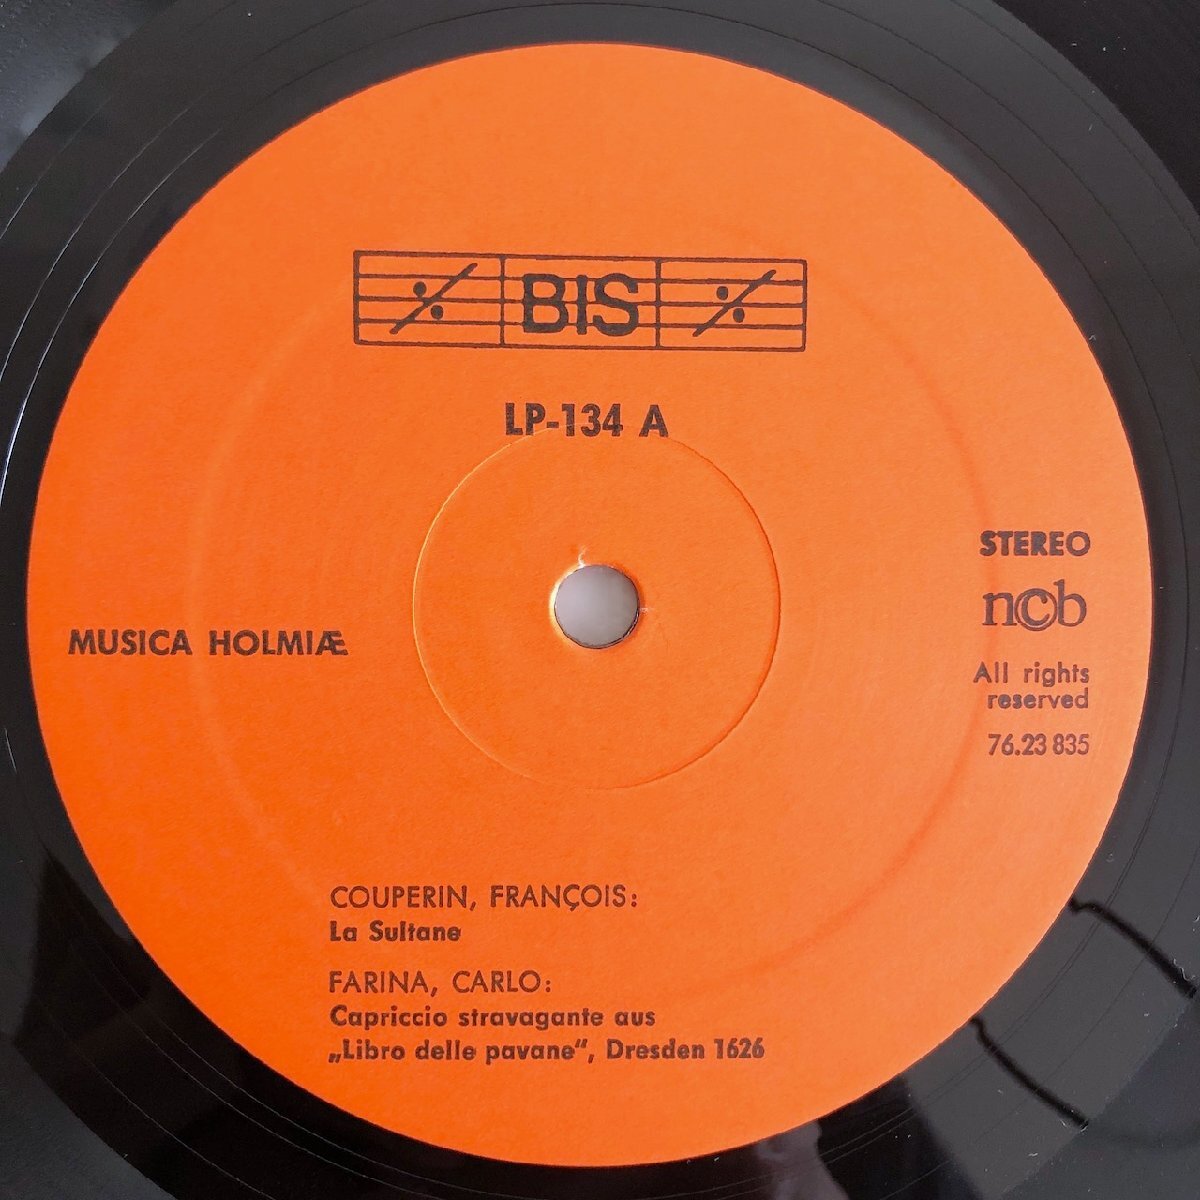 BIS
LP-134 A
STEREO
n©b
MUSICA HOLMIÆ
All rights
reserved
76.23 835
COUPERIN, FRANÇOIS:
La Sultane
FARINA, CARLO:
Capriccio stravagante aus
„Libro delle pavane“, Dresden 1626